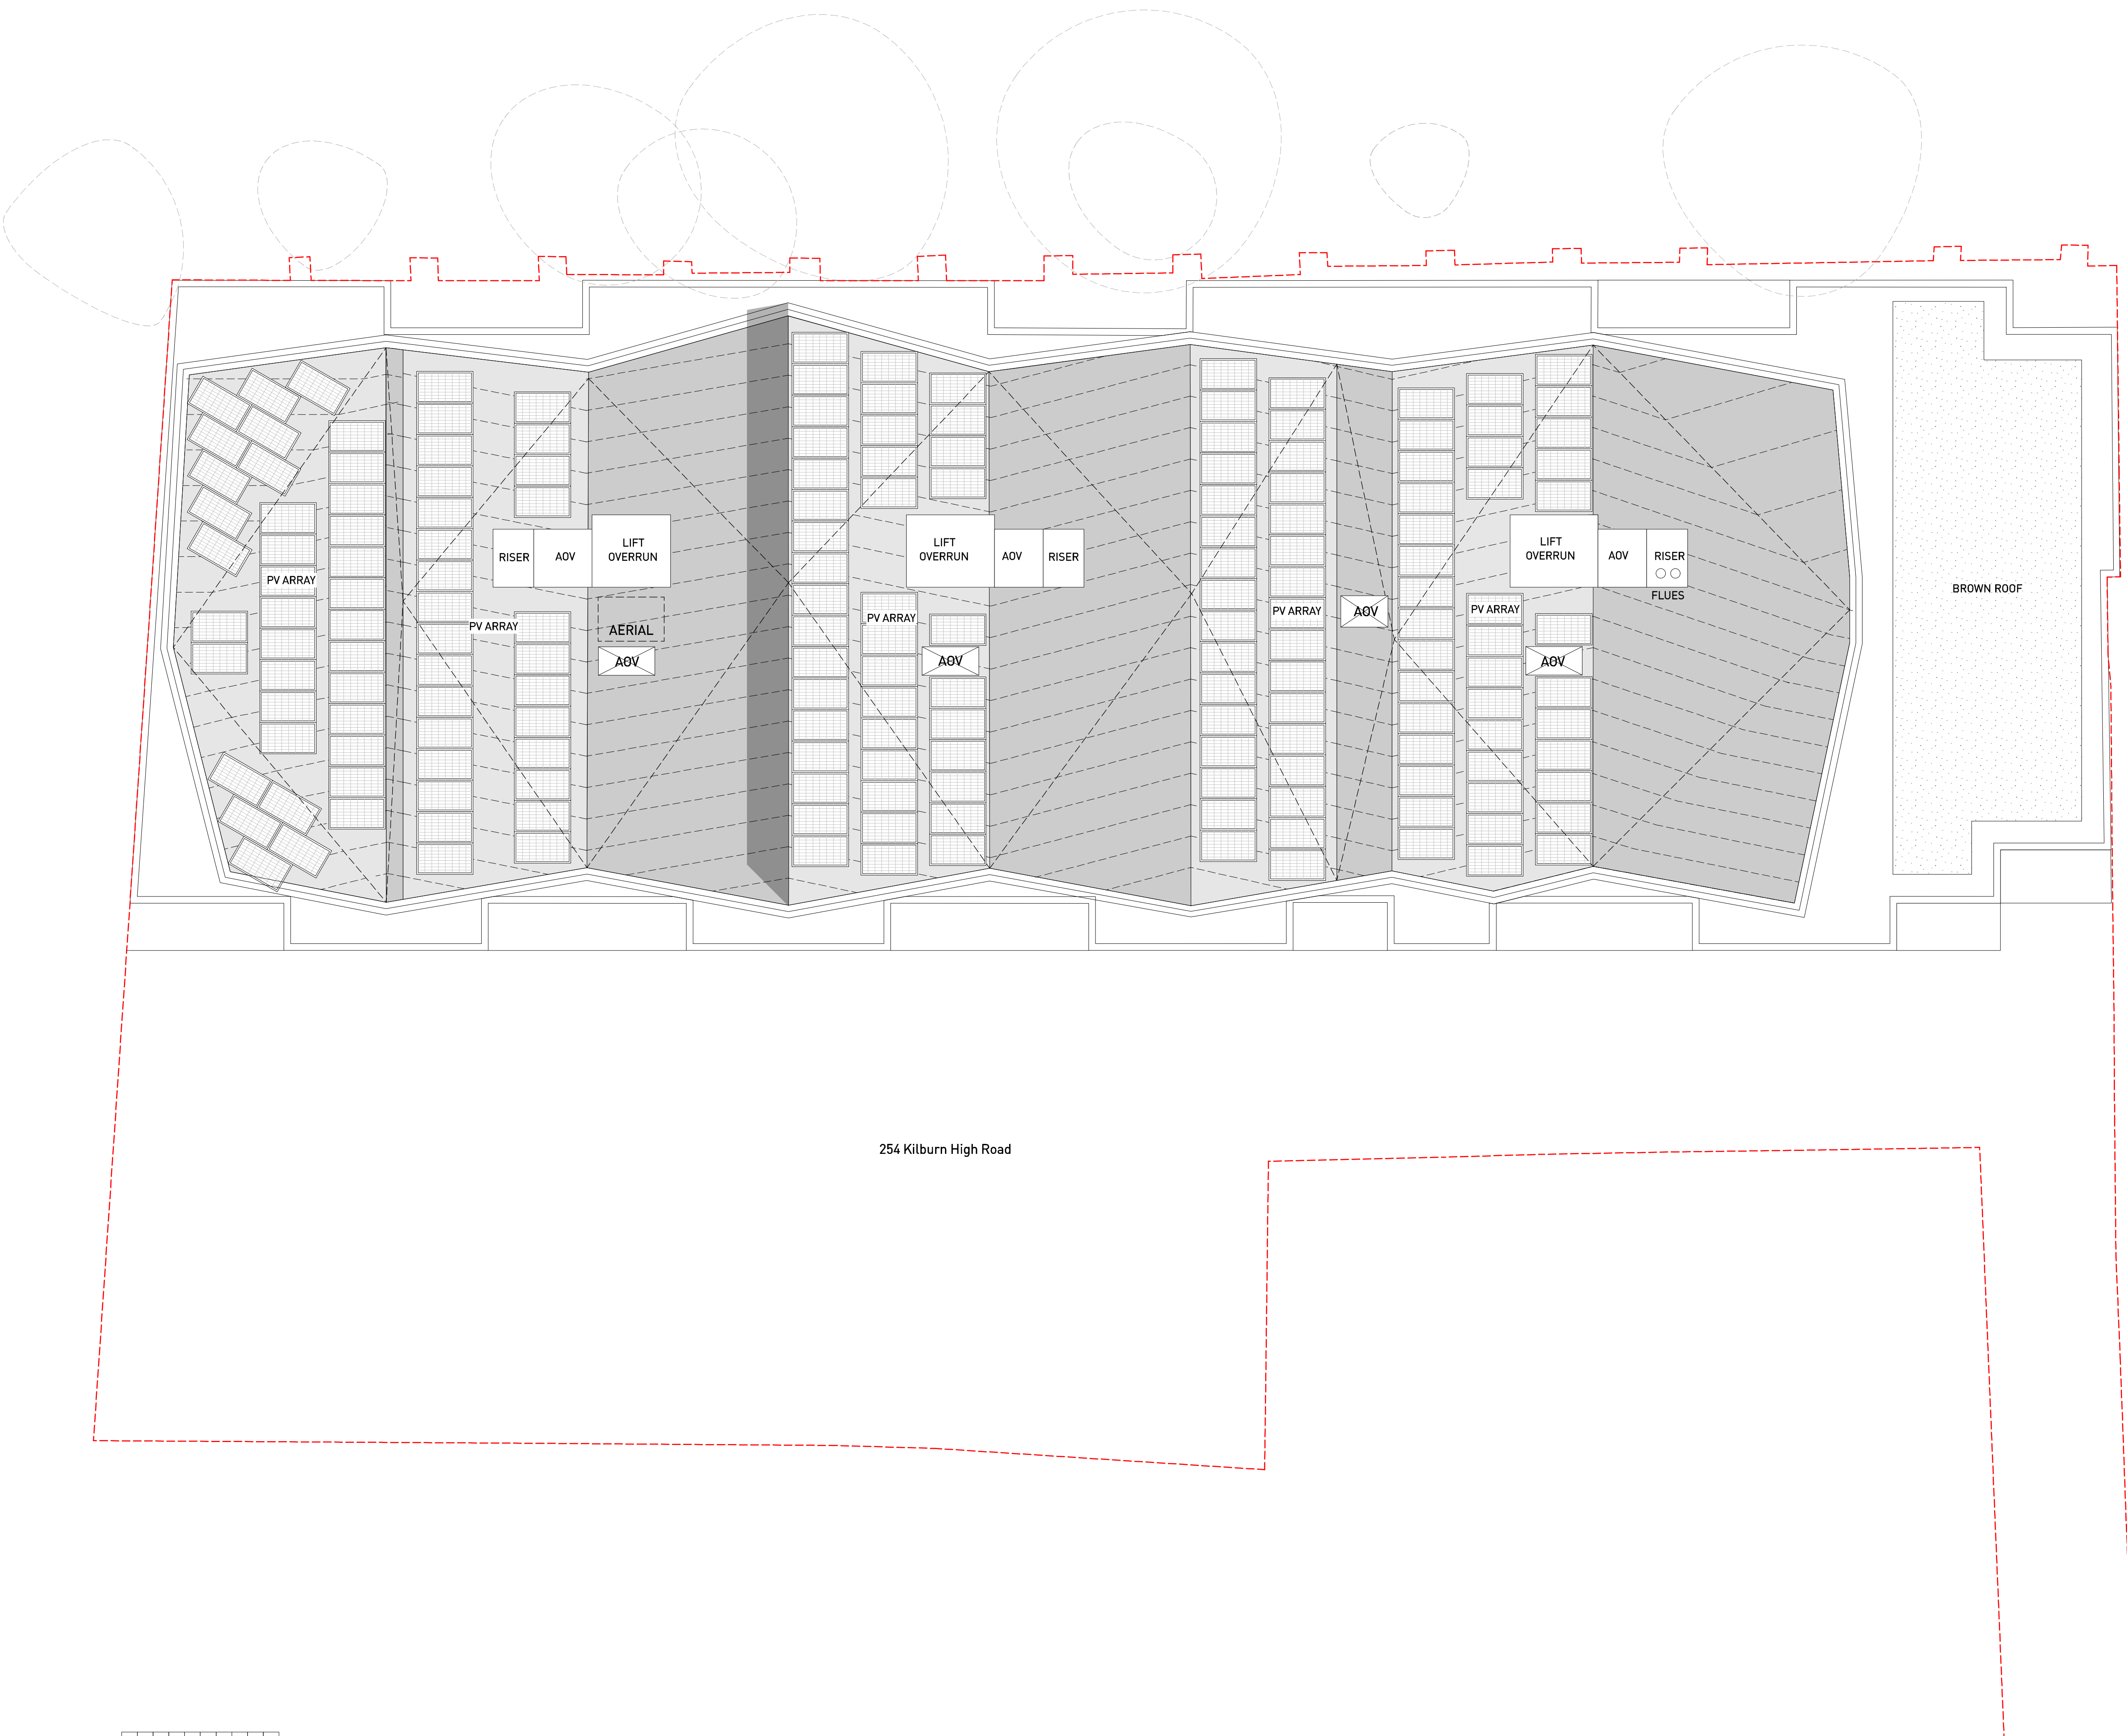 LIFT
OVERRUN
RISER
AOV
LIFT
OVERRUN
AOV
RISER
LIFT
OVERRUN
AOV
RISER
FLUES
PV ARRAY
PV ARRAY
AERIAL
AOV
PV ARRAY
AOV
PV ARRAY
AOV
PV ARRAY
AOV
BROWN ROOF
254 Kilburn High Road